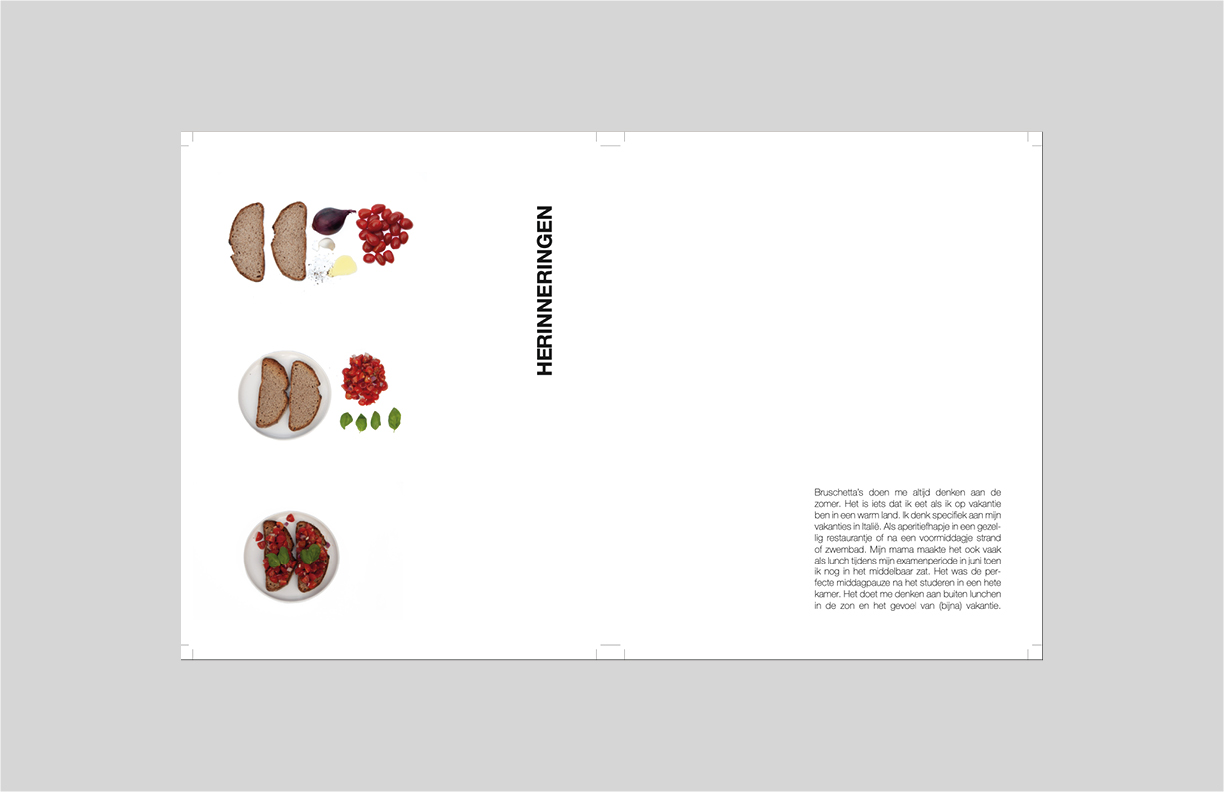 HERINNERINGEN
Bruschetta's doen me altijd denken aan de
zomer. Het is iets dat ik eet als ik op vakantie
ben in een warm land. Ik denk specifiek aan mijn
vakanties in Italië. Als aperitiefhapje in een gezel-
lig restaurantje of na een voormiddagje strand
of zwembad. Mijn mama maakte het ook vaak
als lunch tijdens mijn examenperiode in juni toen
ik nog in het middelbaar zat. Het was de per-
fecte middagpauze na het studeren in een hete
kamer. Het doet me denken aan buiten lunchen
in de zon en het gevoel van (bijna) vakantie.